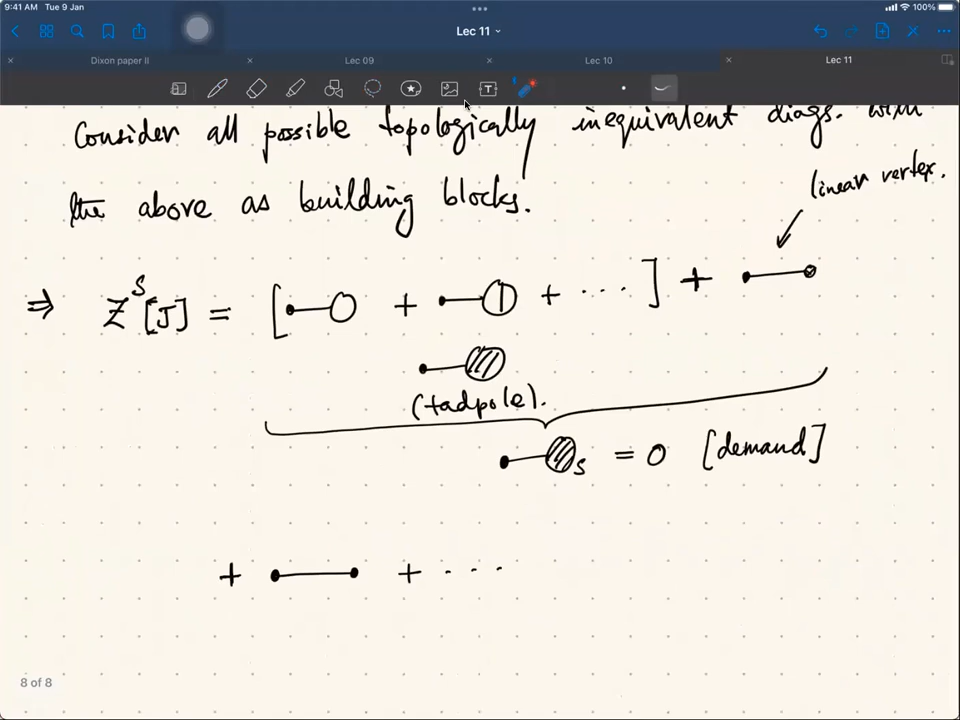 9:41 AM Tue 9 Jan
100%
Lec 11
Dixon paper II
Lec 09
Lec 10
Lec 11
Consider all possible topologically inequivalent diags. with
the above as building blocks.
linear vertex.
⇒ Z^S[J] = [ + + ... ] +
(tadpole).
S = 0 [demand]
+ + ...
8 of 8